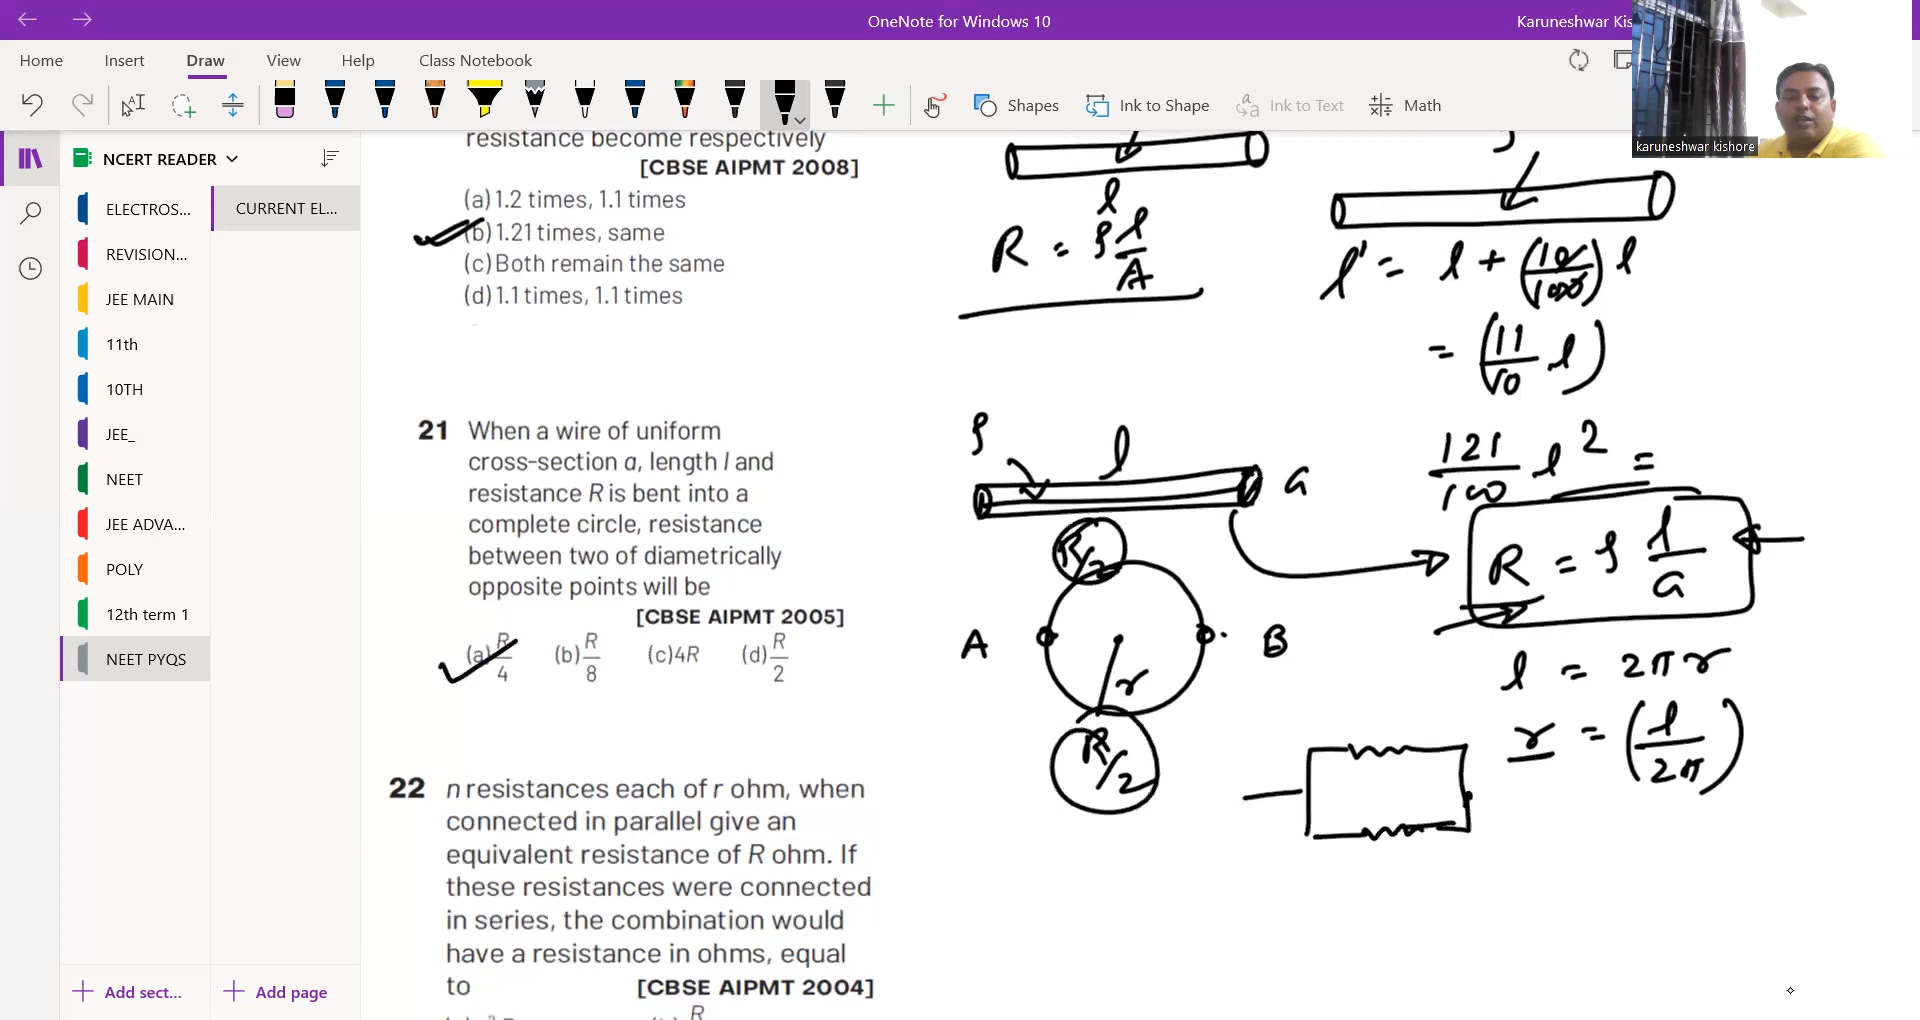 OneNote for Windows 10
Karuneshwar Kis
Home Insert Draw View Help Class Notebook
Shapes Ink to Shape Ink to Text Math
karuneshwar kishore
NCERT READER
ELECTROS...
REVISION...
JEE MAIN
11th
10TH
JEE_
NEET
JEE ADVA...
POLY
12th term 1
NEET PYQS
Add sect...
CURRENT EL...
Add page
resistance become respectively
[CBSE AIPMT 2008]
(a) 1.2 times, 1.1 times
(b) 1.21 times, same
(c) Both remain the same
(d) 1.1 times, 1.1 times
21 When a wire of uniform
cross-section a, length l and
resistance R is bent into a
complete circle, resistance
between two of diametrically
opposite points will be
[CBSE AIPMT 2005]
(a) R/4 (b) R/8 (c) 4R (d) R/2
22 n resistances each of r ohm, when
connected in parallel give an
equivalent resistance of R ohm. If
these resistances were connected
in series, the combination would
have a resistance in ohms, equal
to [CBSE AIPMT 2004]
l
R = ρ l/A
l' = l + (10/100) l
= (11/10 l)
ρ l a
121/100 l² =
R/2
R = ρ l/a
A B
r
l = 2πr
R/2
r = (l/2π)